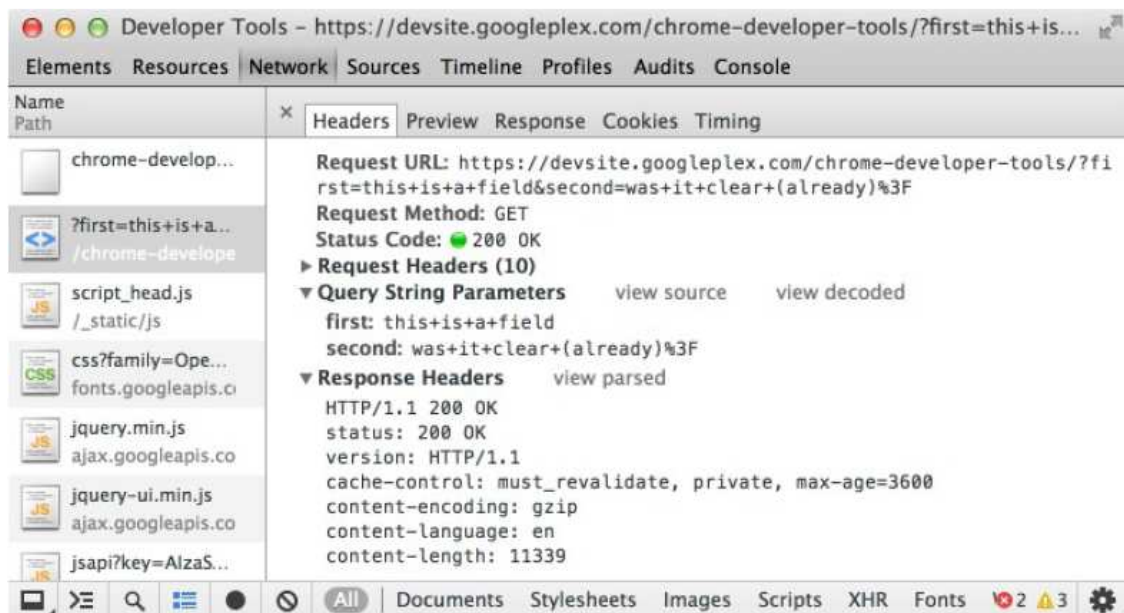 Developer Tools – https://devsite.googleplex.com/chrome-developer-tools/?first=this+is...
Elements Resources Network Sources Timeline Profiles Audits Console
Name
Path
chrome-develop...
?first=this+is+a...
/chrome-develope
script_head.js
/_static/js
css?family=Ope...
fonts.googleapis.c
jquery.min.js
ajax.googleapis.co
jquery-ui.min.js
ajax.googleapis.co
jsapi?key=AIzaS...
× Headers Preview Response Cookies Timing
Request URL: https://devsite.googleplex.com/chrome-developer-tools/?fi
rst=this+is+a+field&second=was+it+clear+(already)%3F
Request Method: GET
Status Code: 200 OK
Request Headers (10)
Query String Parameters view source view decoded
first: this+is+a+field
second: was+it+clear+(already)%3F
Response Headers view parsed
HTTP/1.1 200 OK
status: 200 OK
version: HTTP/1.1
cache-control: must_revalidate, private, max-age=3600
content-encoding: gzip
content-language: en
content-length: 11339
All Documents Stylesheets Images Scripts XHR Fonts 2 3